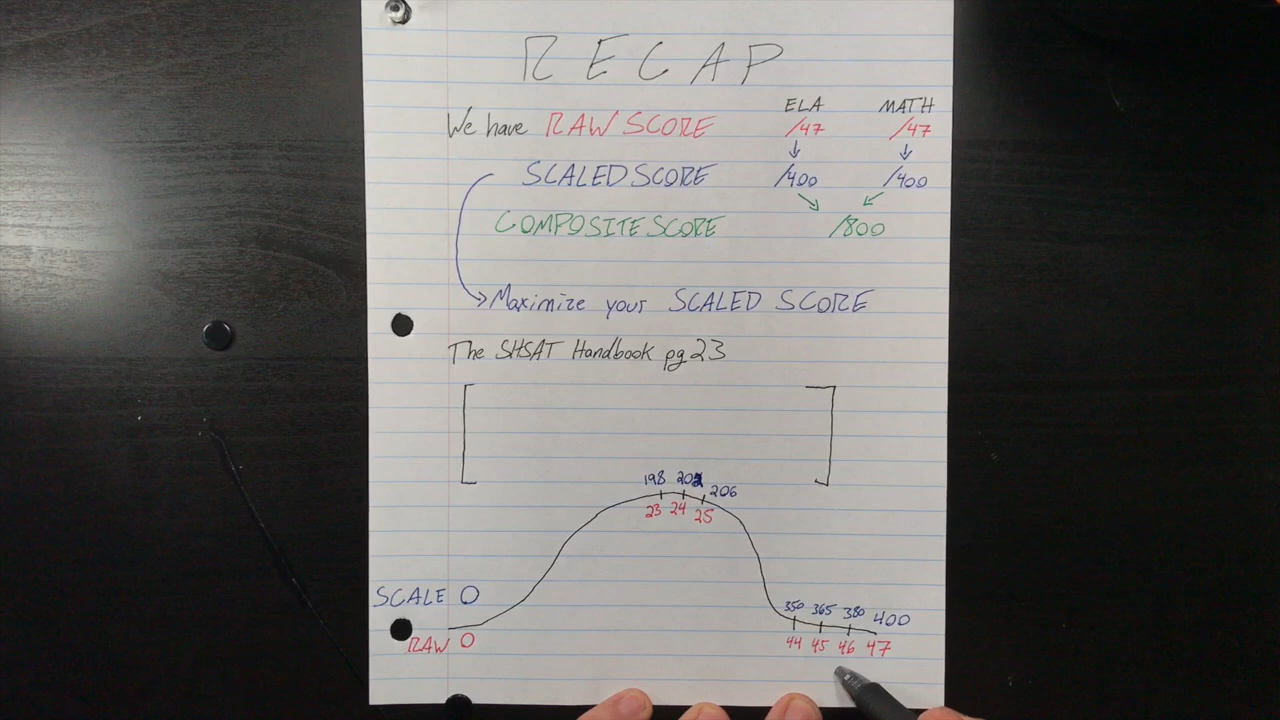 RECAP
ELA MATH
We have RAW SCORE /47 /47
SCALED SCORE /400 /400
COMPOSITE SCORE /800
Maximize your SCALED SCORE
The SHSAT Handbook pg 23
198 202 206
23 24 25
SCALE 0 350 365 380 400
RAW 0 44 45 46 47